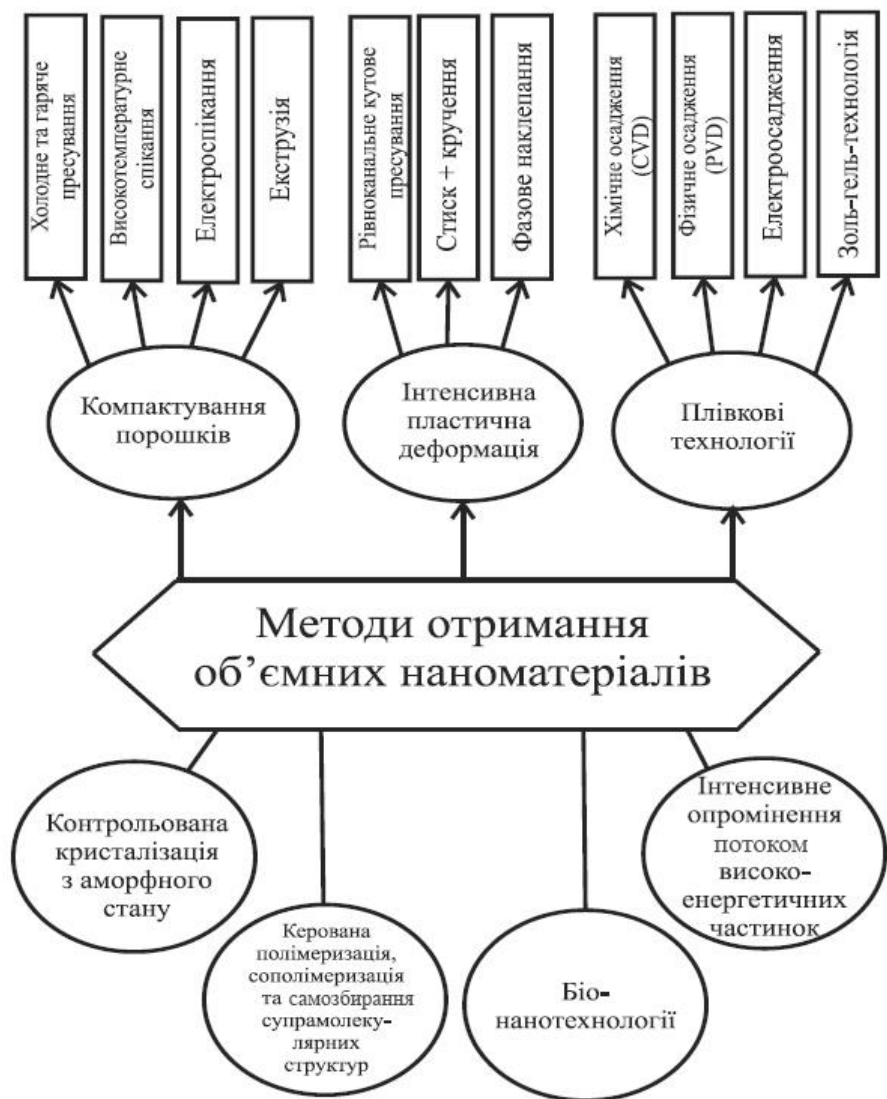 Холодне та гаряче
пресування
Високотемпературне
спікання
Електроспікання
Екструзія
Рівноканальне кутове
пресування
Стиск + кручення
Фазове наклепання
Хімічне осадження
(CVD)
Фізичне осадження
(PVD)
Електроосадження
Золь-гель-технологія
Компактування
порошків
Інтенсивна
пластична
деформація
Плівкові
технології
Методи отримання
об’ємних наноматеріалів
Контрольована
кристалізація
з аморфного
стану
Керована
полімеризація,
сополімеризація
та самозбирання
супрамолеку-
лярних
структур
Біо-
нанотехнології
Інтенсивне
опромінення
потоком
високо-
енергетичних
частинок